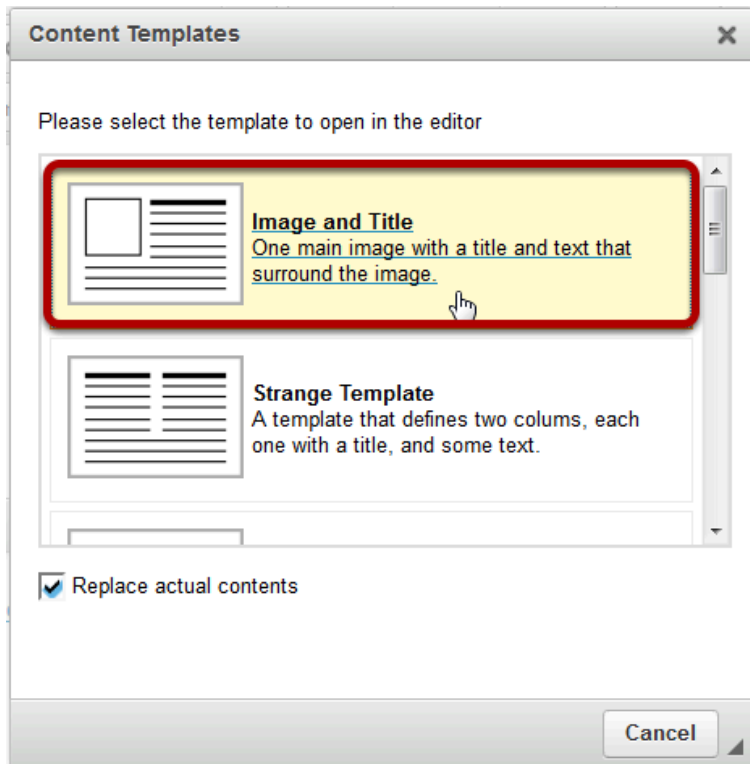 Content Templates
Please select the template to open in the editor
Image and Title
One main image with a title and text that
surround the image.
Strange Template
A template that defines two colums, each
one with a title, and some text.
Replace actual contents
Cancel